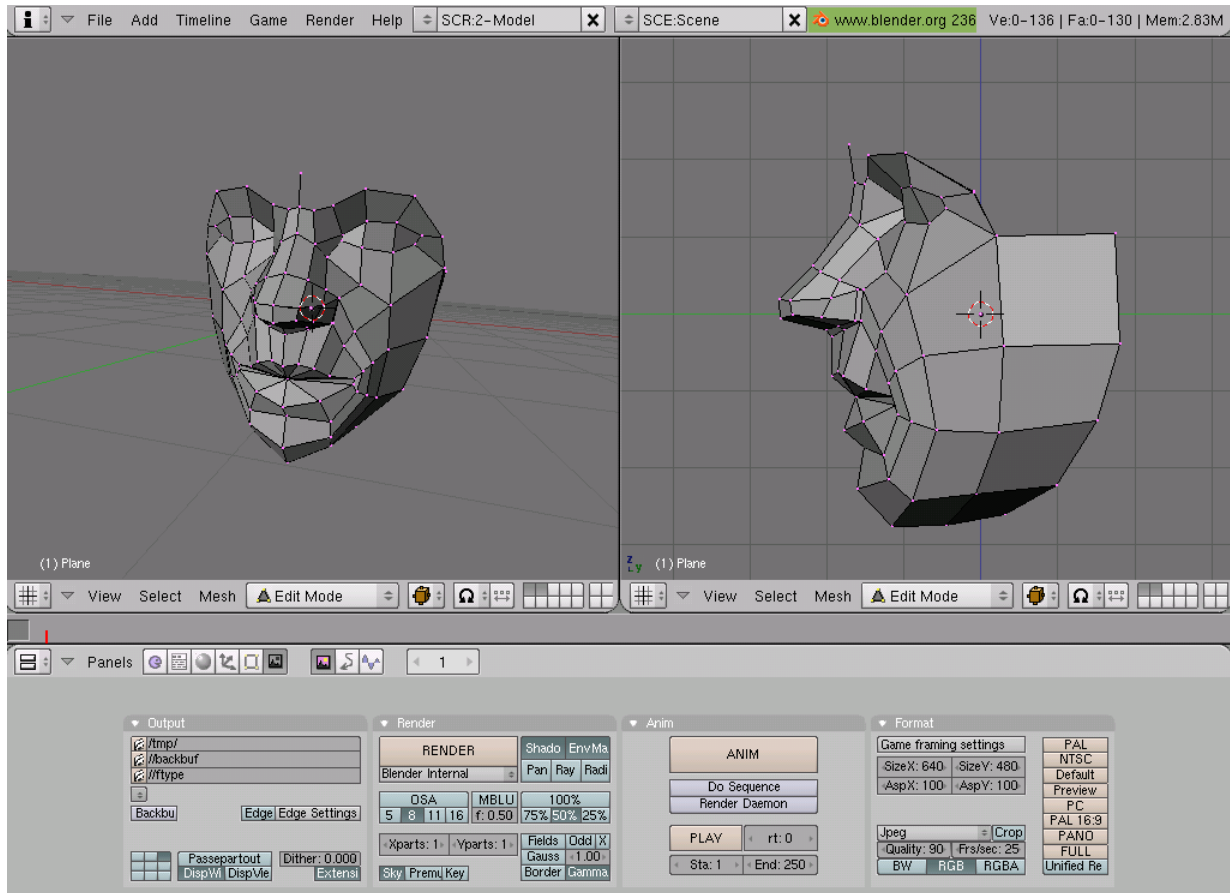 File Add Timeline Game Render Help SCR:2-Model X SCE:Scene X www.blender.org 236 Ve:0-136 | Fa:0-130 | Mem:2.83M
(1) Plane
z
y
(1) Plane
View Select Mesh Edit Mode
View Select Mesh Edit Mode
Panels 1
Output
/tmp/
//backbuf
//ftype
Backbu Edge Edge Settings
Passepartout Dither: 0.000
DispWi DispVie Extensi
Render
RENDER Shado EnvMa
Blender Internal Pan Ray Radi
OSA MBLU 100%
5 8 11 16 f: 0.50 75% 50% 25%
Xparts: 1 Yparts: 1 Fields Odd X
Gauss 1.00
Sky Premu Key Border Gamma
Anim
ANIM
Do Sequence
Render Daemon
PLAY rt: 0
Sta: 1 End: 250
Format
Game framing settings PAL
NTSC
SizeX: 640 SizeY: 480 Default
AspX: 100 AspY: 100 Preview
PC
PAL 16:9
Jpeg Crop PANO
Quality: 90 Frs/sec: 25 FULL
BW RGB RGBA Unified Re